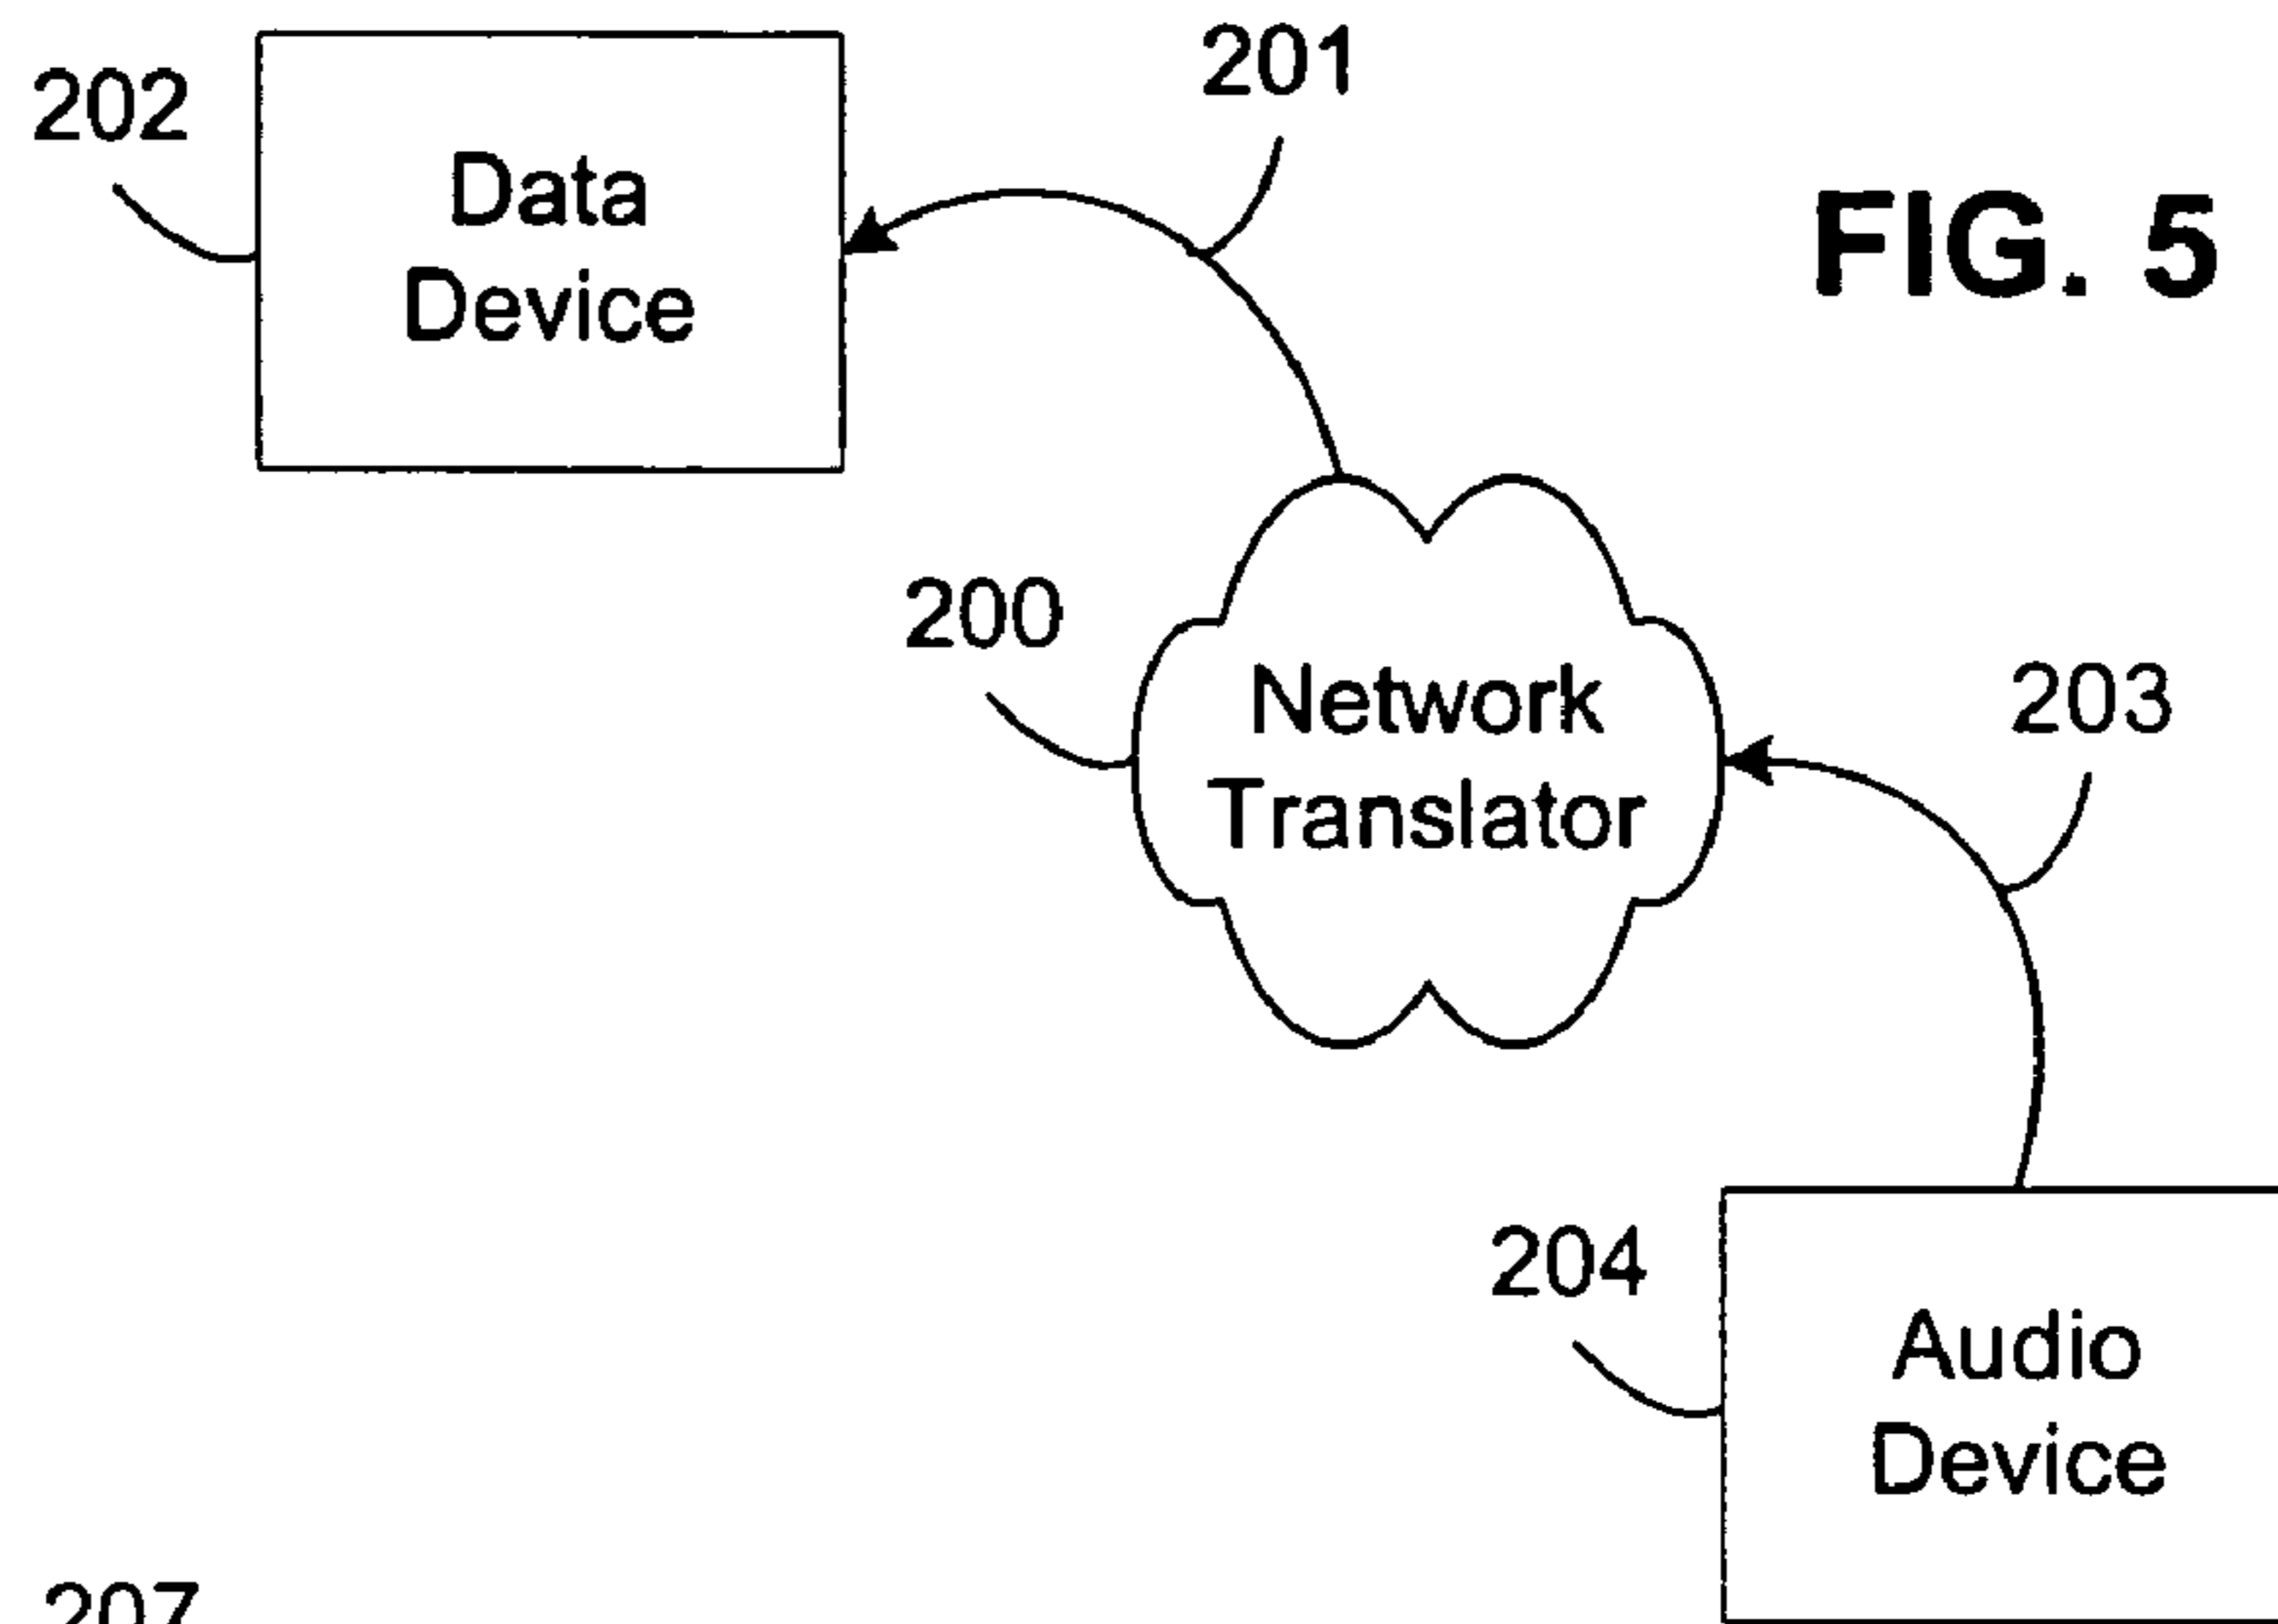 201
202
Data
Device
FIG. 5
200
Network
Translator
203
204
Audio
Device
207